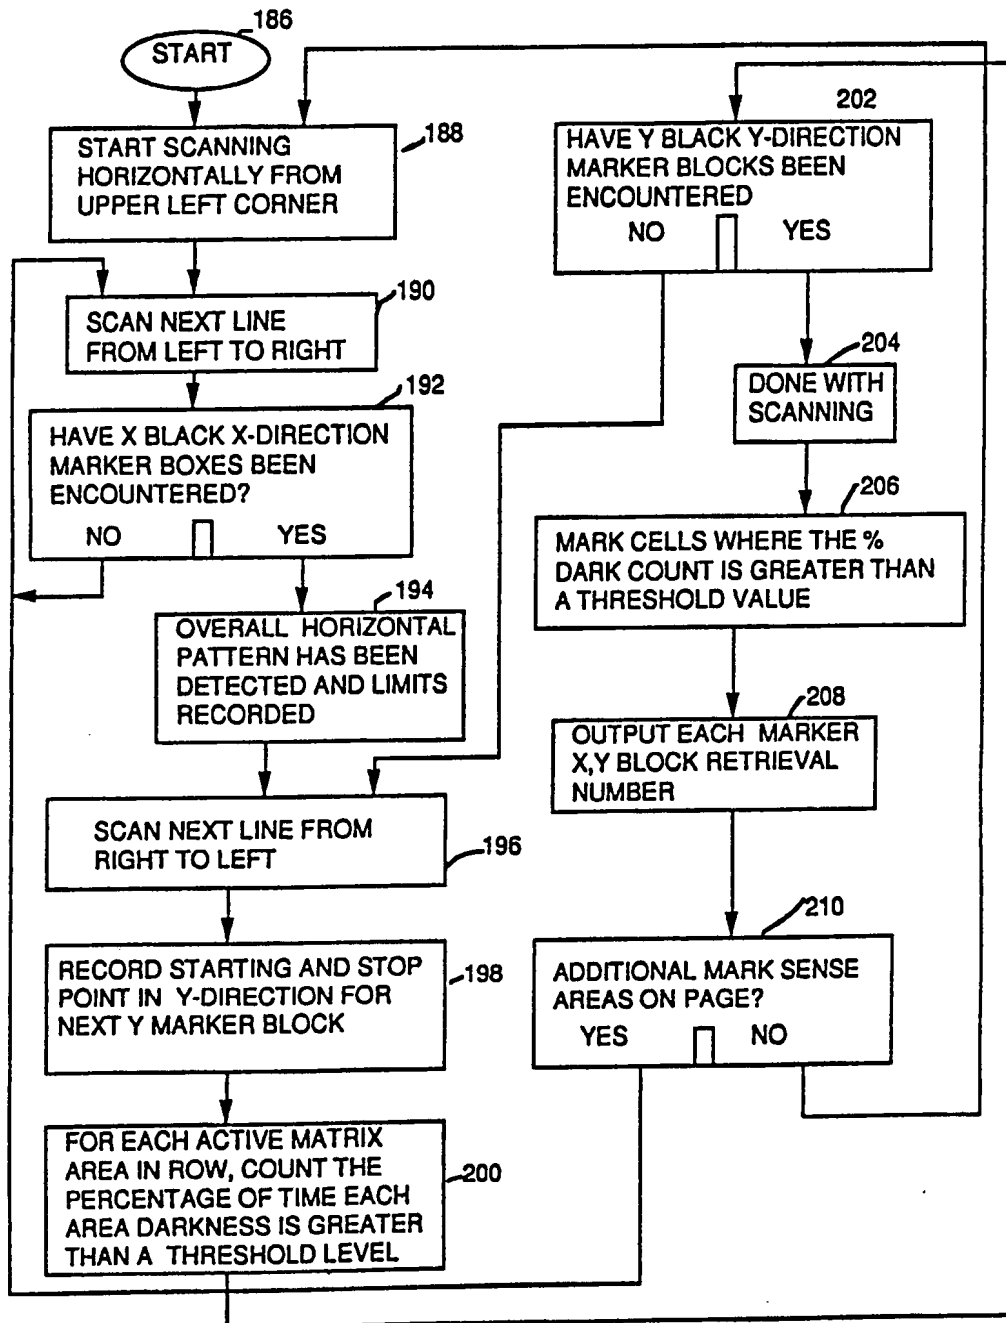 186
START
188
START SCANNING
HORIZONTALLY FROM
UPPER LEFT CORNER
190
SCAN NEXT LINE
FROM LEFT TO RIGHT
192
HAVE X BLACK X-DIRECTION
MARKER BOXES BEEN
ENCOUNTERED?
NO YES
194
OVERALL HORIZONTAL
PATTERN HAS BEEN
DETECTED AND LIMITS
RECORDED
SCAN NEXT LINE FROM
RIGHT TO LEFT
196
RECORD STARTING AND STOP
POINT IN Y-DIRECTION FOR
NEXT Y MARKER BLOCK
198
FOR EACH ACTIVE MATRIX
AREA IN ROW, COUNT THE
PERCENTAGE OF TIME EACH
AREA DARKNESS IS GREATER
THAN A THRESHOLD LEVEL
200
202
HAVE Y BLACK Y-DIRECTION
MARKER BLOCKS BEEN
ENCOUNTERED
NO YES
204
DONE WITH
SCANNING
206
MARK CELLS WHERE THE %
DARK COUNT IS GREATER THAN
A THRESHOLD VALUE
208
OUTPUT EACH MARKER
X,Y BLOCK RETRIEVAL
NUMBER
210
ADDITIONAL MARK SENSE
AREAS ON PAGE?
YES NO